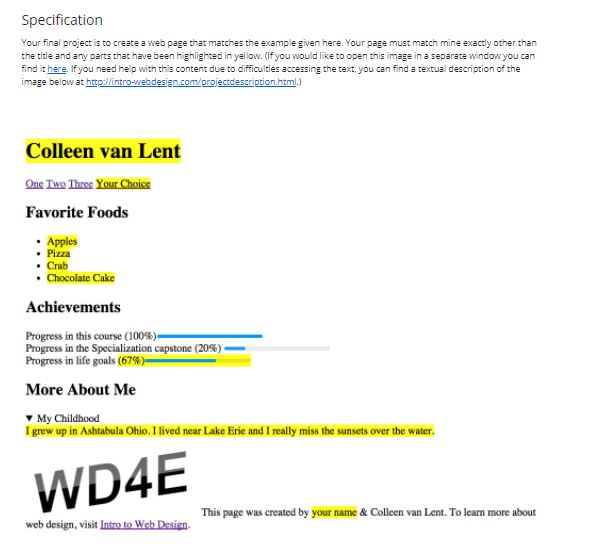 Specification
Your final project is to create a web page that matches the example given here. Your page must match mine exactly other than
the title and any parts that have been highlighted in yellow. (If you would like to open this image in a separate window you can
find it here. If you need help with this content due to difficulties accessing the text, you can find a textual description of the
image below at http://intro-webdesign.com/projectdescription.html.)
Colleen van Lent
One Two Three Your Choice
Favorite Foods
• Apples
• Pizza
• Crab
• Chocolate Cake
Achievements
Progress in this course (100%)
Progress in the Specialization capstone (20%)
Progress in life goals (67%)
More About Me
▼ My Childhood
I grew up in Ashtabula Ohio. I lived near Lake Erie and I really miss the sunsets over the water.
WD4E
This page was created by your name & Colleen van Lent. To learn more about
web design, visit Intro to Web Design.